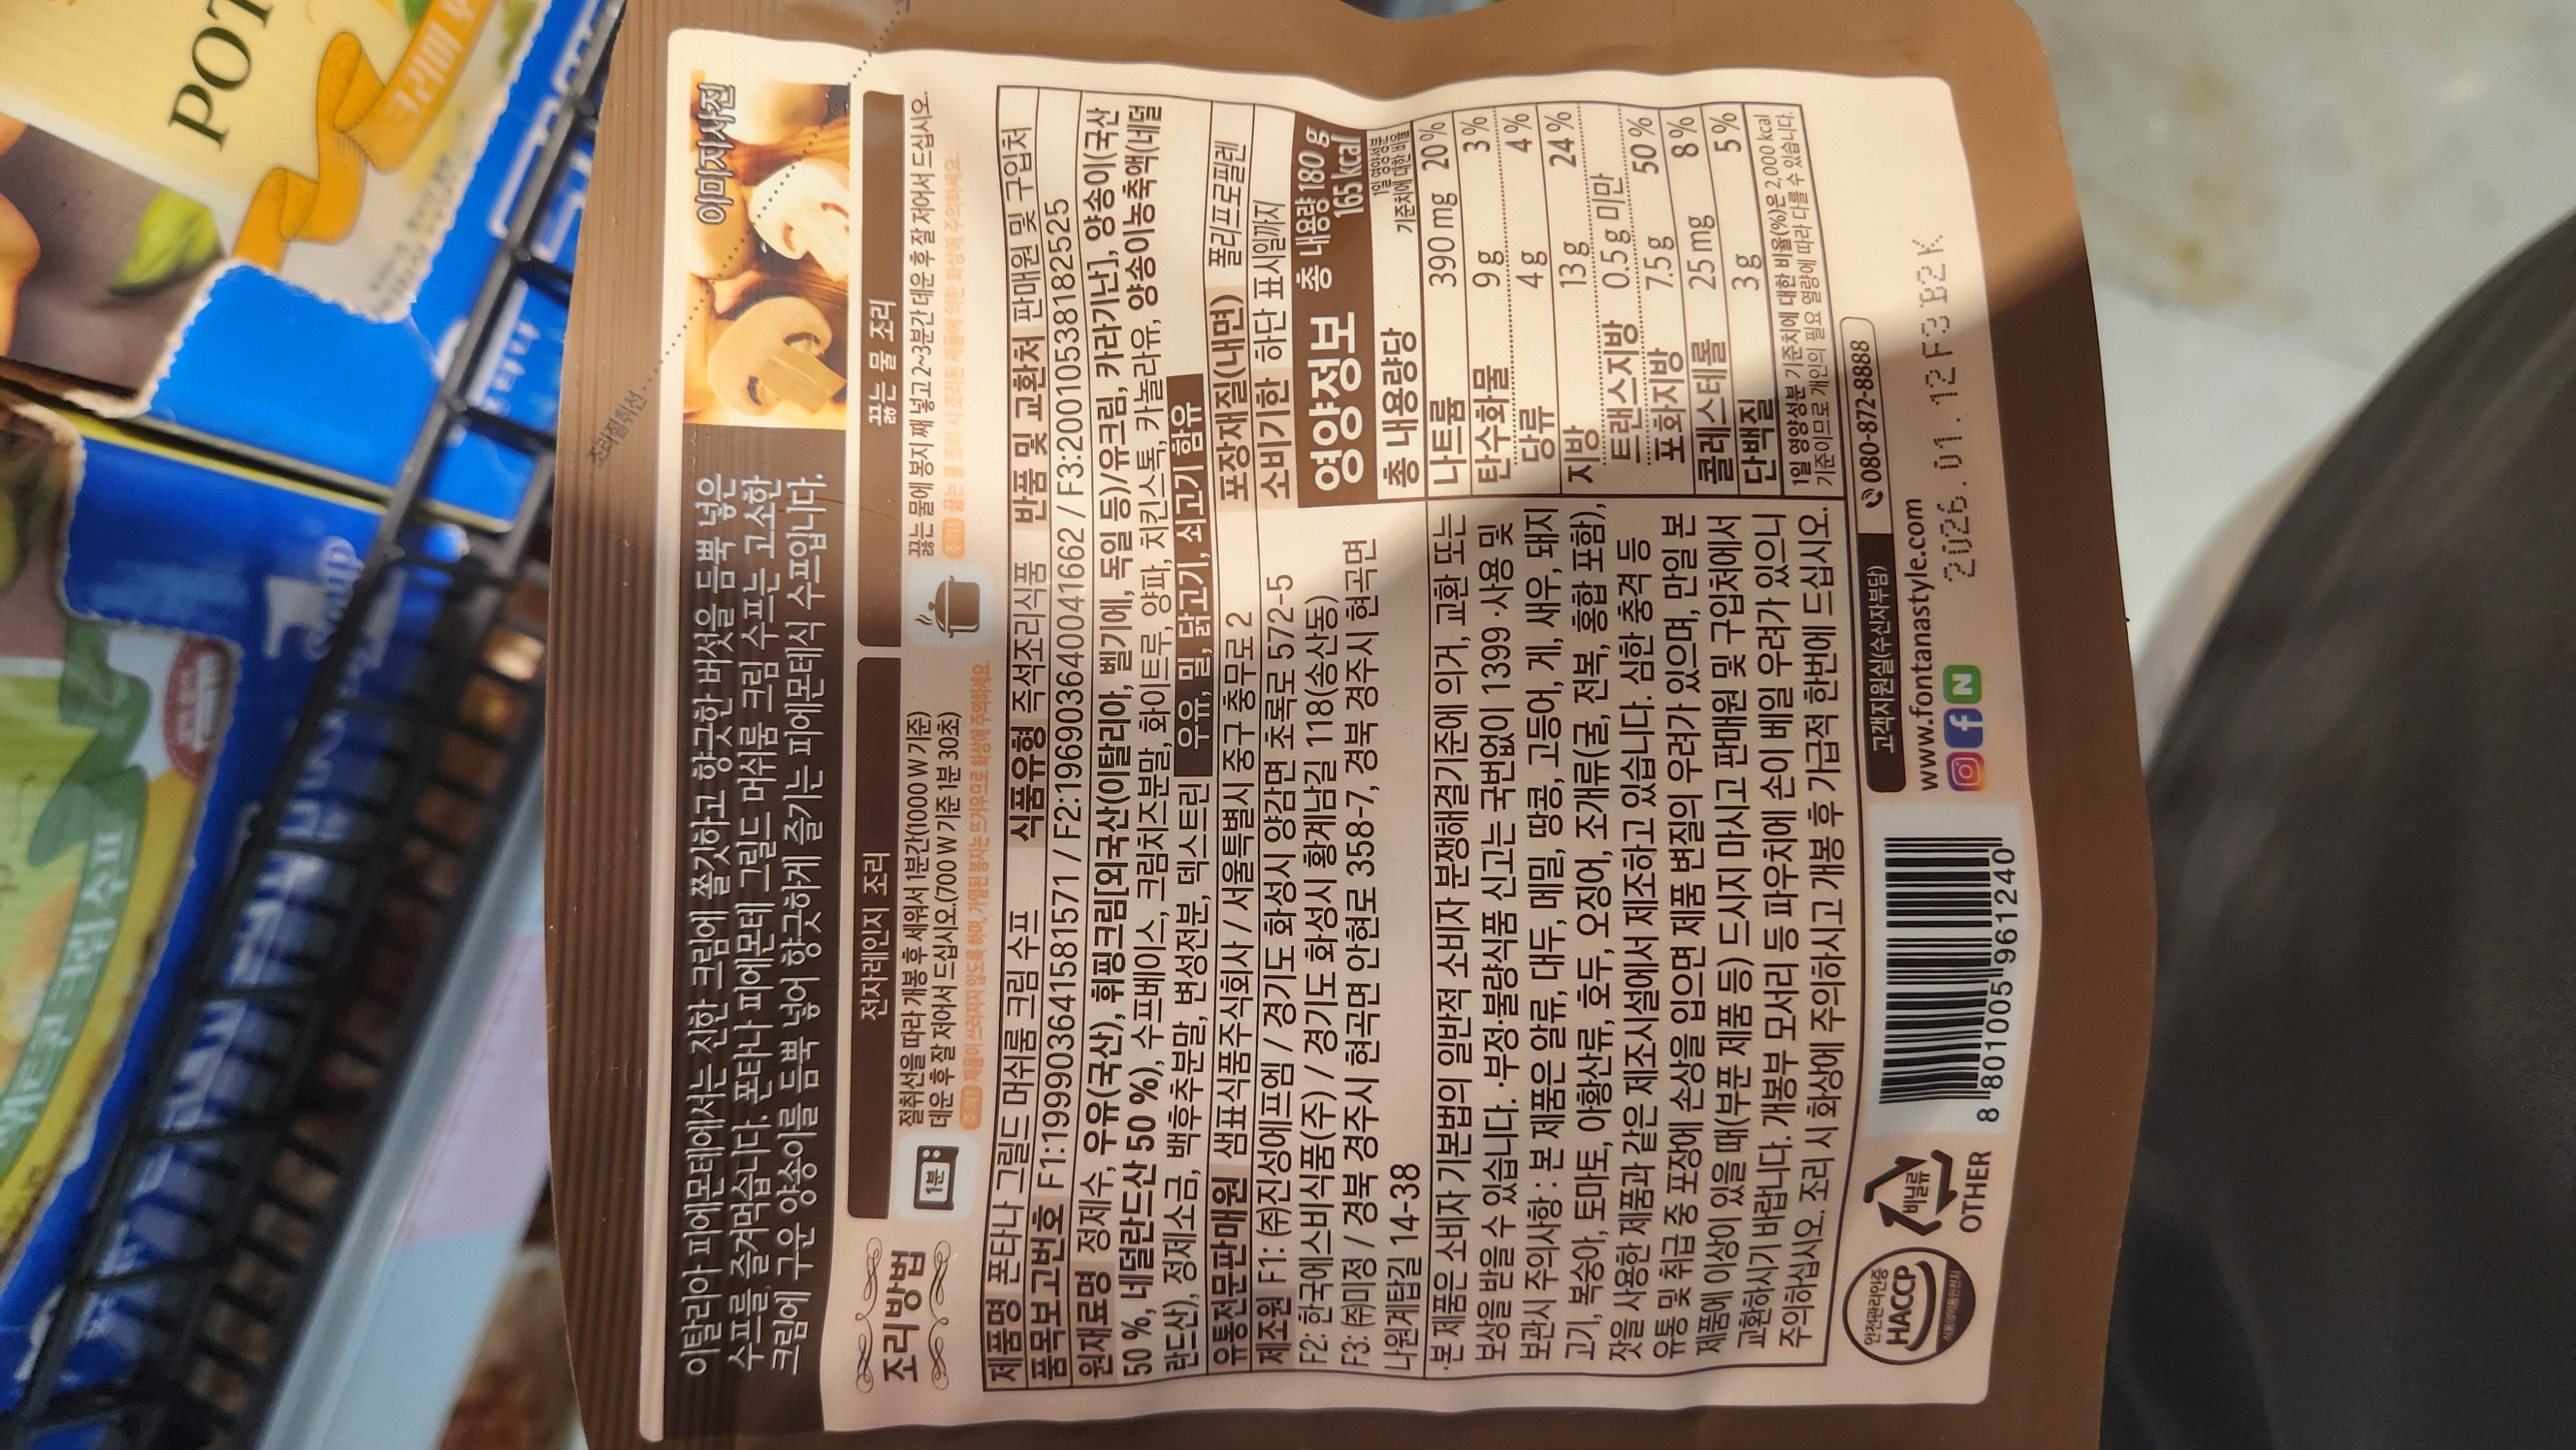 위트콘 크림 수프
Soup
POT
크리미
폰타나
조리절취선
이탈리아 피에몬테에서는 진한 크림에 쫄깃하고 향긋한 버섯을 듬뿍 넣은
수프를 즐겨먹습니다. 폰타나 피에몬테 그릴드 머쉬룸 크림 수프는 고소한
크림에 구운 양송이를 듬뿍 넣어 향긋하게 즐기는 피에몬테식 수프입니다.
이미지사진
조리방법
전자레인지 조리
1분
절취선을 따라 개봉 후 세워서 1분간(1000 W 기준)
데운 후 잘 저어서 드십시오.(700 W 기준 1분 30초)
주의! 제품이 쓰러지지 않도록 하며, 가열된 봉지는 뜨거우므로 화상에 주의하세요.
끓는 물 조리
끓는 물에 봉지 째 넣고 2~3분간 데운 후 잘 저어서 드십시오.
주의! 끓는 물 조리 시 조리된 제품에 의한 화상에 주의하세요.
제품명 폰타나 그릴드 머쉬룸 크림 수프 식품유형 즉석조리식품 반품 및 교환처 판매원 및 구입처
품목보고번호 F1:199903641581571 / F2:196903640041662 / F3:20010538182525
원재료명 정제수, 우유(국산), 휘핑크림[외국산(이탈리아, 벨기에, 독일 등)/유크림, 카라기난], 양송이(국산
50 %, 네덜란드산 50 %), 수프베이스, 크림치즈분말, 화이트루, 양파, 치킨스톡, 카놀라유, 양송이농축액(네덜
란드산), 정제소금, 백후추분말, 변성전분, 덱스트린 우유, 밀, 닭고기, 쇠고기 함유
유통전문판매원 샘표식품주식회사 / 서울특별시 중구 충무로 2
포장재질(내면) 폴리프로필렌
제조원 F1: ㈜진성에프엠 / 경기도 화성시 양감면 초록로 572-5
소비기한 하단 표시일까지
F2: 한국에스비식품(주) / 경기도 화성시 황계남길 118(송산동)
F3: ㈜미정 / 경북 경주시 현곡면 안현로 358-7, 경북 경주시 현곡면
나원계탑길 14-38
·본 제품은 소비자 기본법의 일반적 소비자 분쟁해결기준에 의거, 교환 또는
보상을 받을 수 있습니다. ·부정·불량식품 신고는 국번없이 1399 ·사용 및
보관시 주의사항 : 본 제품은 알류, 대두, 메밀, 땅콩, 고등어, 게, 새우, 돼지
고기, 복숭아, 토마토, 아황산류, 호두, 오징어, 조개류(굴, 전복, 홍합 포함),
잣을 사용한 제품과 같은 제조시설에서 제조하고 있습니다. 심한 충격 등
유통 및 취급 중 포장에 손상을 입으면 제품 변질의 우려가 있으며, 만일 본
제품에 이상이 있을 때(부푼 제품 등) 드시지 마시고 판매원 및 구입처에서
교환하시기 바랍니다. 개봉부 모서리 등 파우치에 손이 베일 우려가 있으니
주의하십시오. 조리 시 화상에 주의하시고 개봉 후 가급적 한번에 드십시오.
영양정보 총 내용량 180 g
165 kcal
총 내용량당 1일 영양성분
기준치에 대한 비율
나트륨 390 mg 20 %
탄수화물 9 g 3 %
당류 4 g 4 %
지방 13 g 24 %
트랜스지방 0.5 g 미만
포화지방 7.5 g 50 %
콜레스테롤 25 mg 8 %
단백질 3 g 5 %
1일 영양성분 기준치에 대한 비율(%)은 2,000 kcal
기준이므로 개인의 필요 열량에 따라 다를 수 있습니다.
안전관리인증
HACCP
식품의약품안전처
비닐류
OTHER
8 801005 961240
고객지원실(수신자부담) 080-872-8888
www.fontanastyle.com
N
2026.01.12 F3 B2K